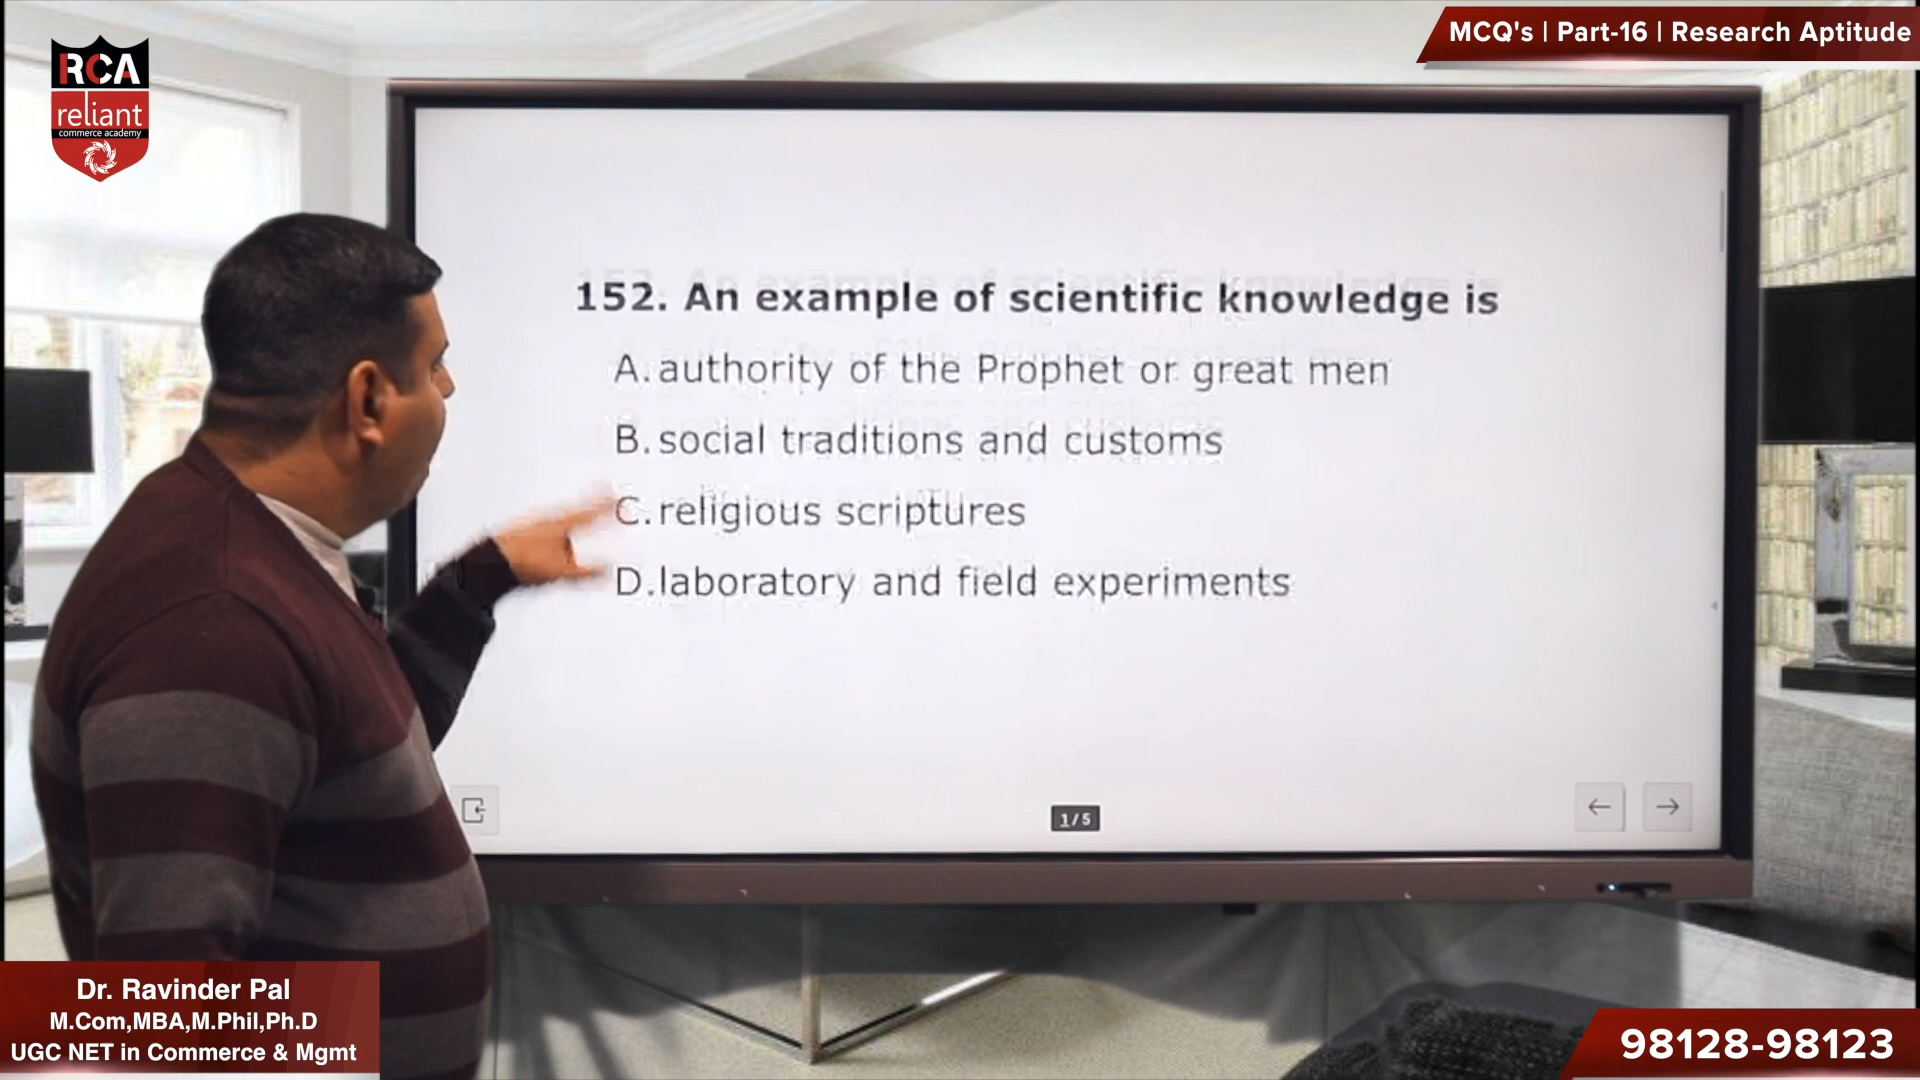 RCA
reliant
commerce academy
MCQ's | Part-16 | Research Aptitude
152. An example of scientific knowledge is
A. authority of the Prophet or great men
B. social traditions and customs
C. religious scriptures
D. laboratory and field experiments
1/5
Dr. Ravinder Pal
M.Com,MBA,M.Phil,Ph.D
UGC NET in Commerce & Mgmt
98128-98123